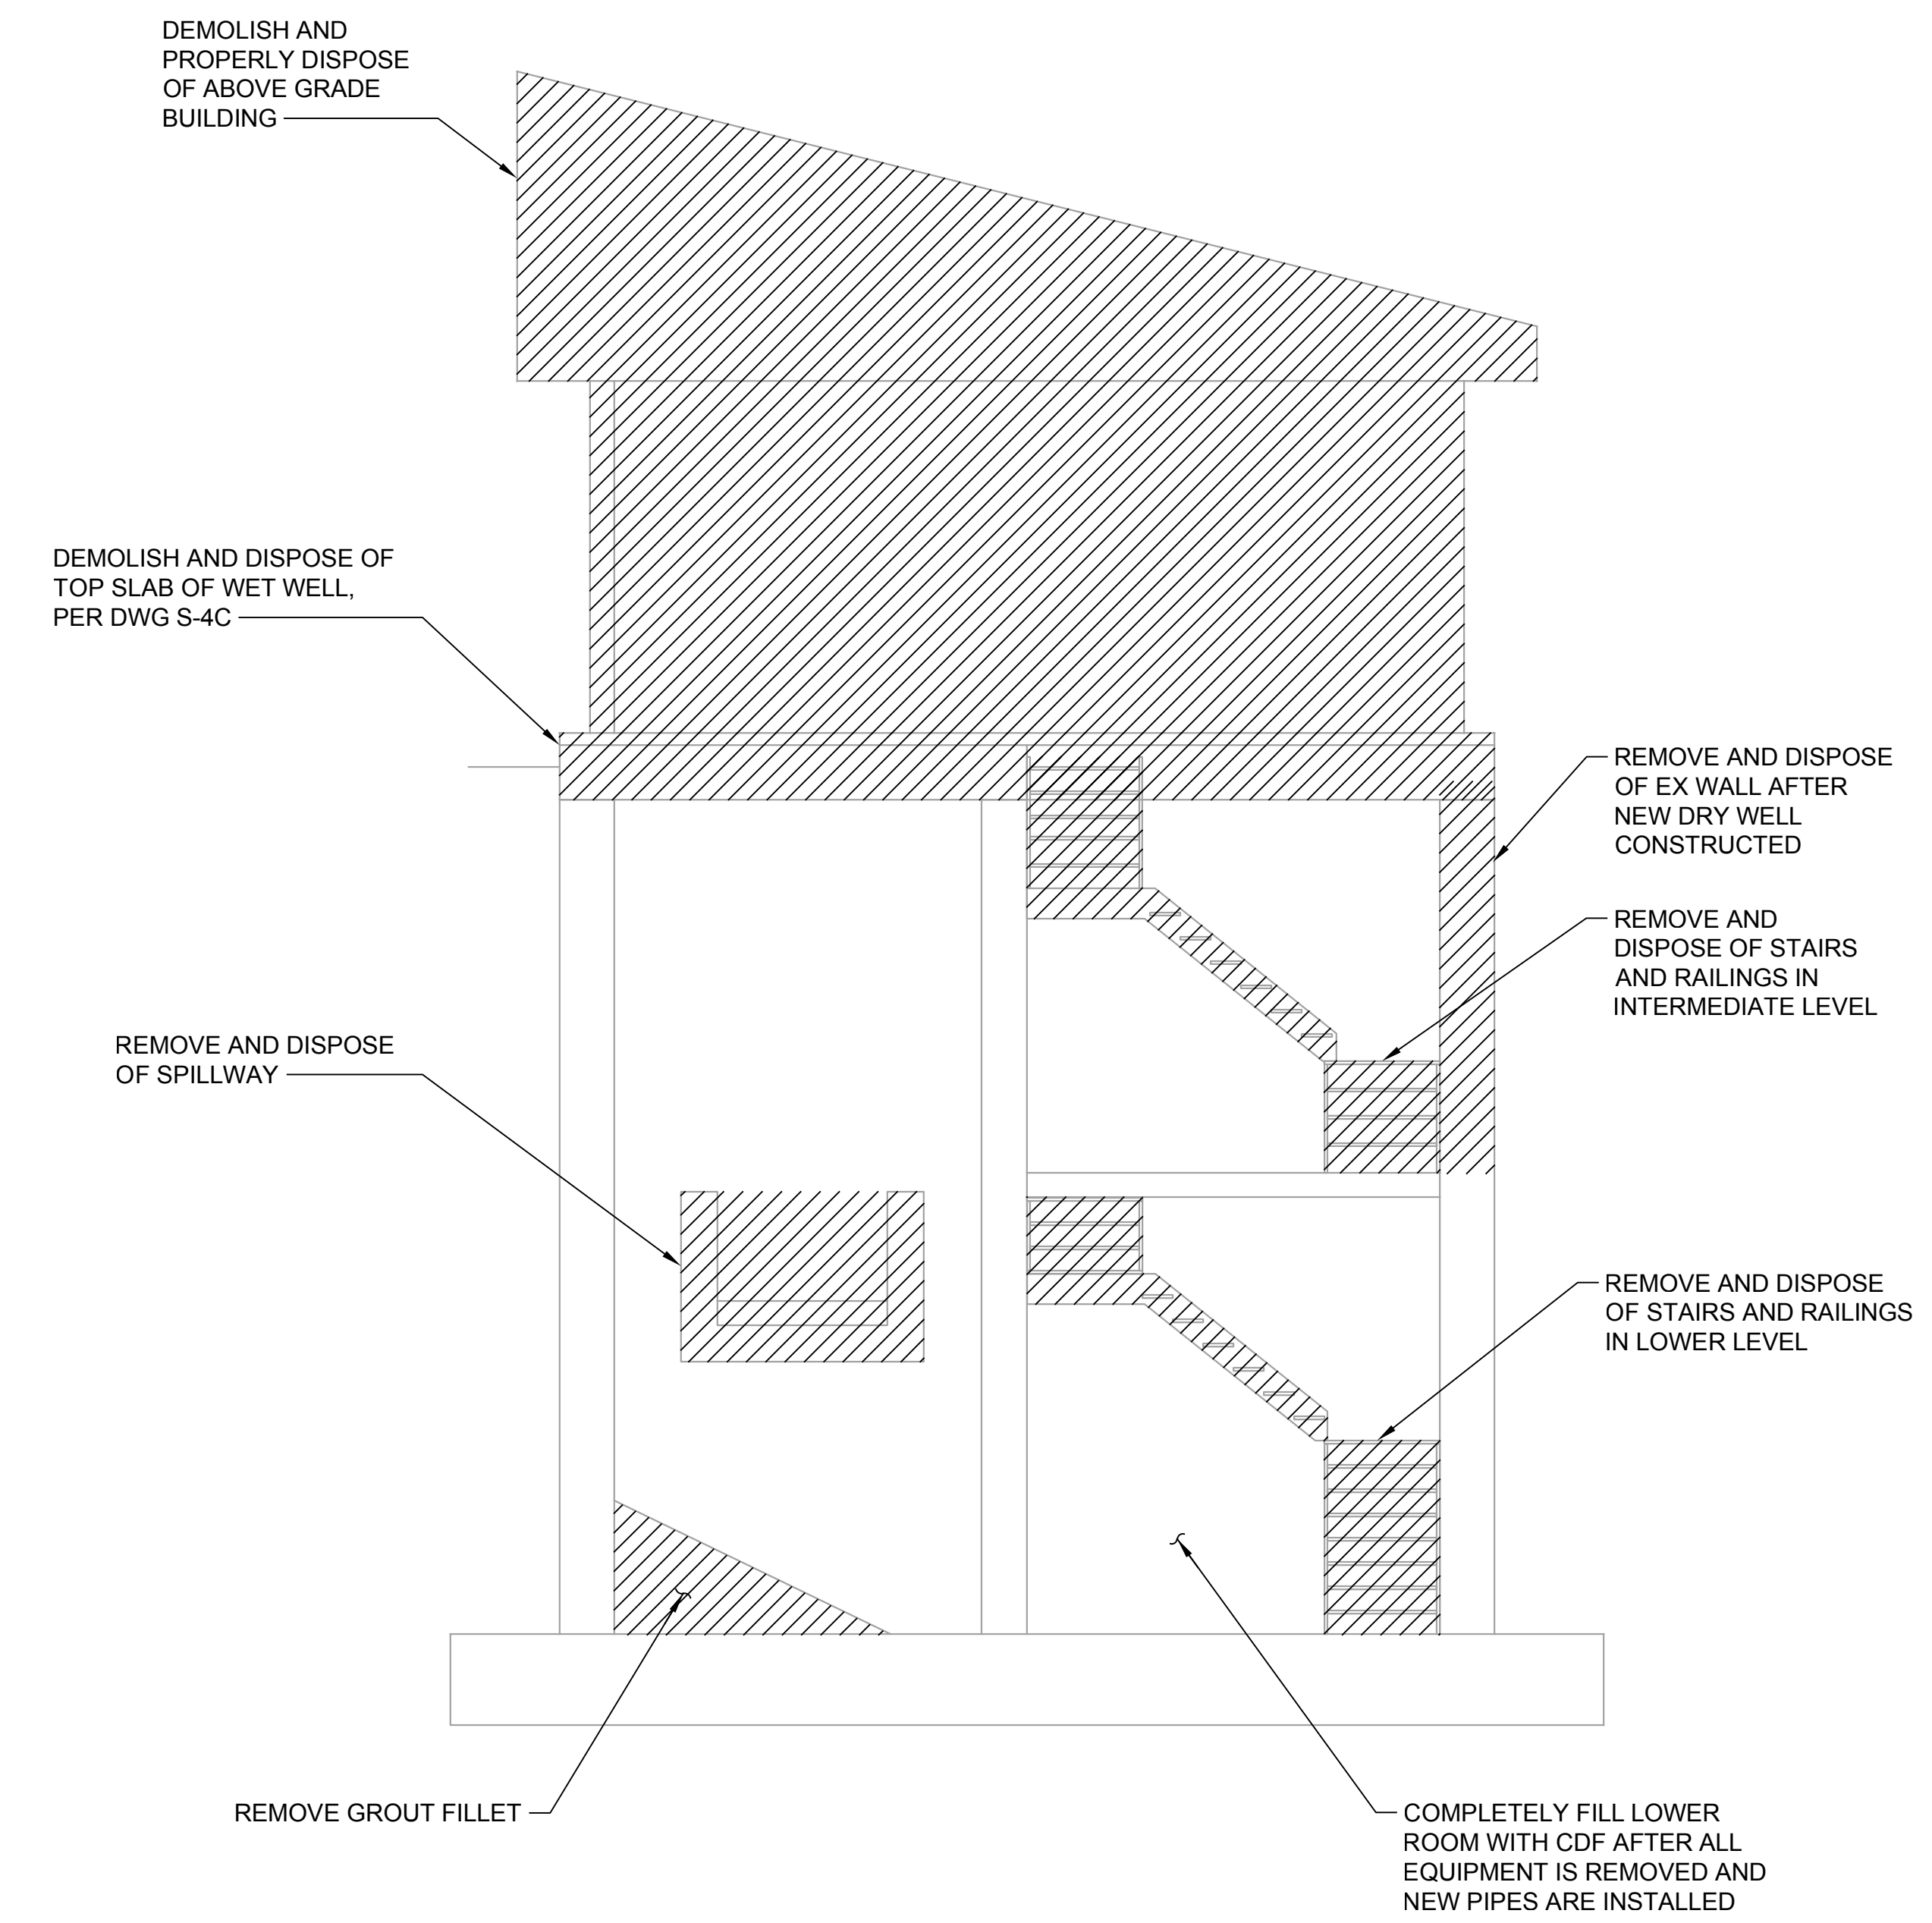 DEMOLISH AND
PROPERLY DISPOSE
OF ABOVE GRADE
BUILDING
DEMOLISH AND DISPOSE OF
TOP SLAB OF WET WELL,
PER DWG S-4C
REMOVE AND DISPOSE
OF EX WALL AFTER
NEW DRY WELL
CONSTRUCTED
REMOVE AND
DISPOSE OF STAIRS
AND RAILINGS IN
INTERMEDIATE LEVEL
REMOVE AND DISPOSE
OF SPILLWAY
REMOVE AND DISPOSE
OF STAIRS AND RAILINGS
IN LOWER LEVEL
REMOVE GROUT FILLET
COMPLETELY FILL LOWER
ROOM WITH CDF AFTER ALL
EQUIPMENT IS REMOVED AND
NEW PIPES ARE INSTALLED